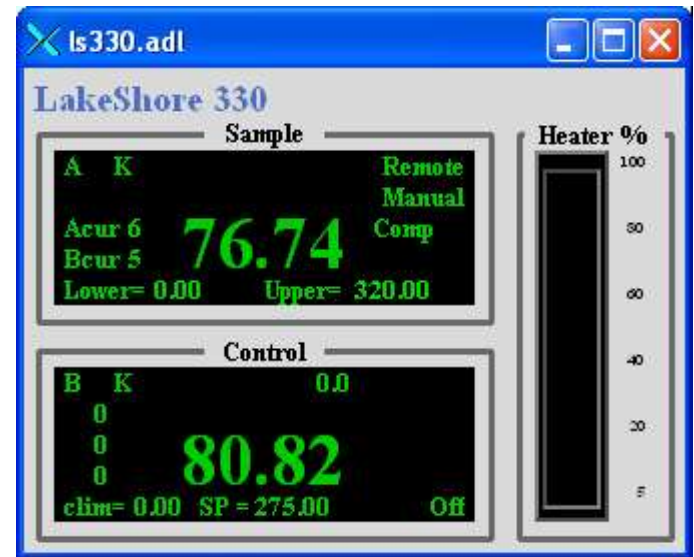 ls330.adl
LakeShore 330
Sample
A K Remote
Manual
Acur 6 76.74 Comp
Bcur 5
Lower= 0.00 Upper= 320.00
Control
B K 0.0
0
0 80.82
0
clim= 0.00 SP = 275.00 Off
Heater %
100
80
60
40
20
5